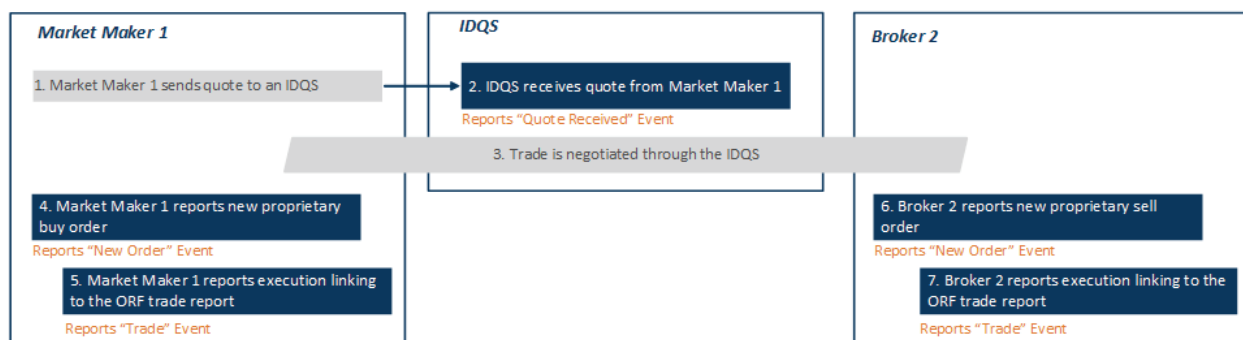 Market Maker 1
IDQS
Broker 2
1. Market Maker 1 sends quote to an IDQS
2. IDQS receives quote from Market Maker 1
Reports “Quote Received” Event
3. Trade is negotiated through the IDQS
4. Market Maker 1 reports new proprietary
buy order
Reports “New Order” Event
5. Market Maker 1 reports execution linking
to the ORF trade report
Reports “Trade” Event
6. Broker 2 reports new proprietary sell
order
Reports “New Order” Event
7. Broker 2 reports execution linking to the
ORF trade report
Reports “Trade” Event